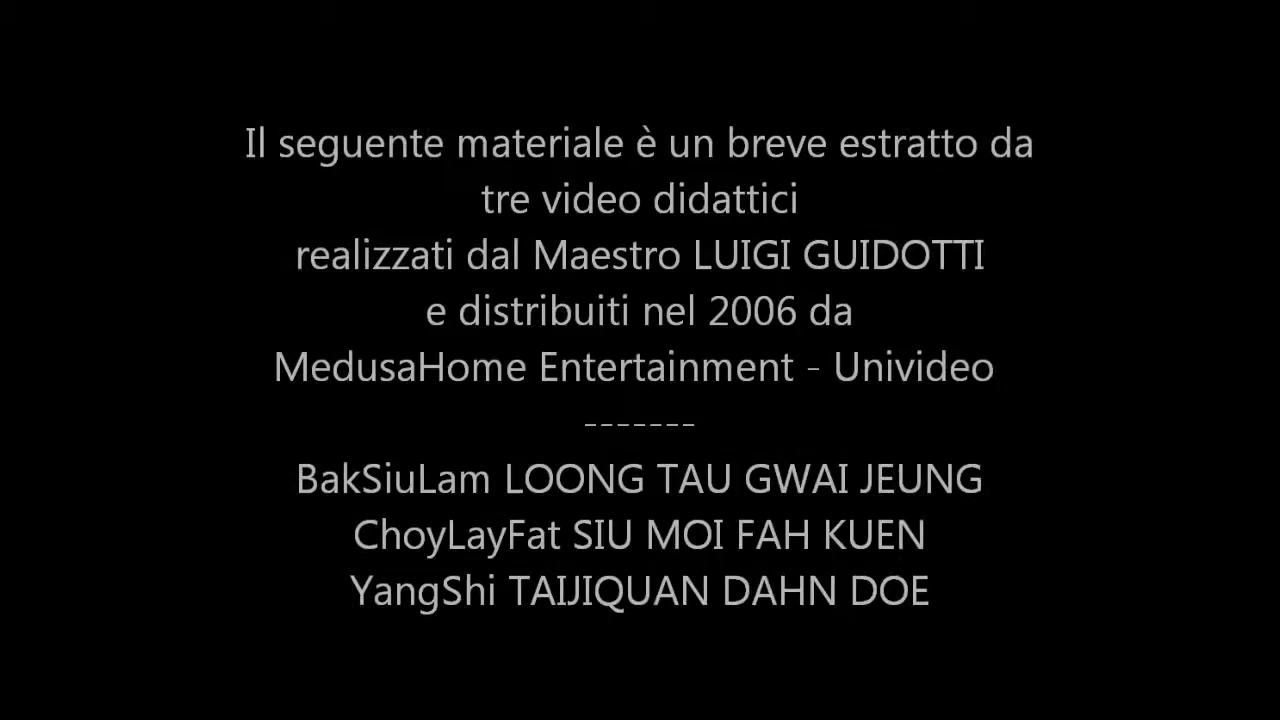 Il seguente materiale è un breve estratto da
tre video didattici
realizzati dal Maestro LUIGI GUIDOTTI
e distribuiti nel 2006 da
MedusaHome Entertainment - Univideo
-------
BakSiuLam LOONG TAU GWAI JEUNG
ChoyLayFat SIU MOI FAH KUEN
YangShi TAIJIQUAN DAHN DOE